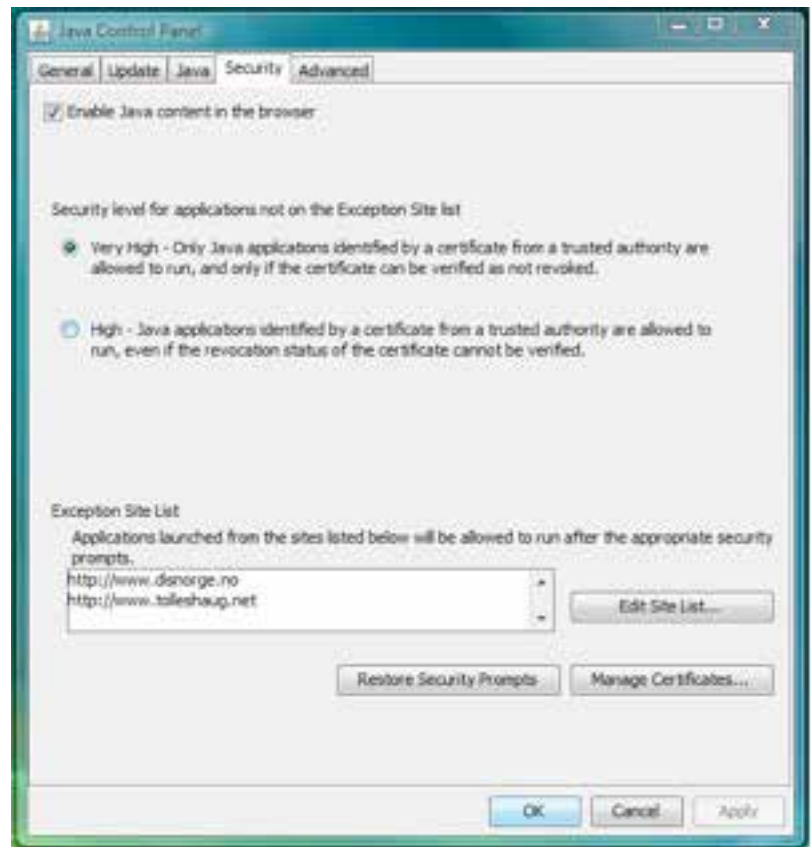 Java Control Panel
General Update Java Security Advanced
Enable Java content in the browser
Security level for applications not on the Exception Site list
Very High - Only Java applications identified by a certificate from a trusted authority are
allowed to run, and only if the certificate can be verified as not revoked.
High - Java applications identified by a certificate from a trusted authority are allowed to
run, even if the revocation status of the certificate cannot be verified.
Exception Site List
Applications launched from the sites listed below will be allowed to run after the appropriate security
prompts.
http://www.disnorge.no
http://www.tolleshaug.net
Edit Site List...
Restore Security Prompts Manage Certificates...
OK Cancel Apply